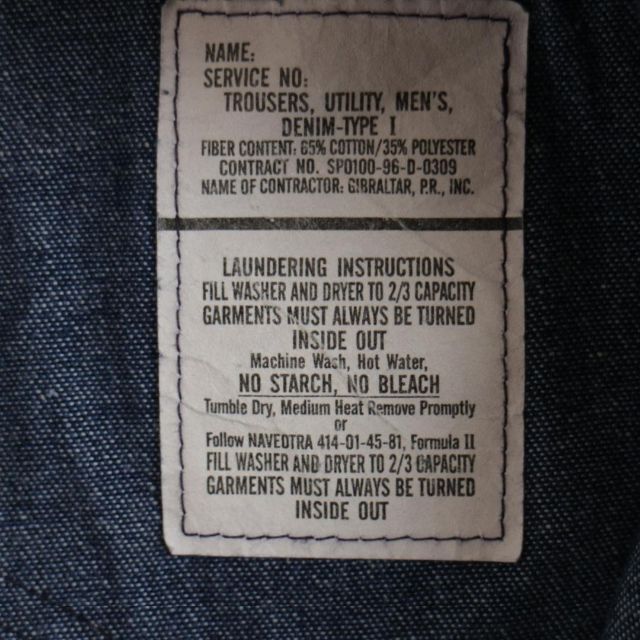 NAME:
SERVICE NO:
TROUSERS, UTILITY, MEN'S,
DENIM-TYPE I
FIBER CONTENT: 65% COTTON/35% POLYESTER
CONTRACT NO. SPO100-96-D-0309
NAME OF CONTRACTOR: GIBRALTAR, P.R., INC.
LAUNDERING INSTRUCTIONS
FILL WASHER AND DRYER TO 2/3 CAPACITY
GARMENTS MUST ALWAYS BE TURNED
INSIDE OUT
Machine Wash, Hot Water,
NO STARCH, NO BLEACH
Tumble Dry, Medium Heat Remove Promptly
or
Follow NAVEDTRA 414-01-45-81, Formula II
FILL WASHER AND DRYER TO 2/3 CAPACITY
GARMENTS MUST ALWAYS BE TURNED
INSIDE OUT